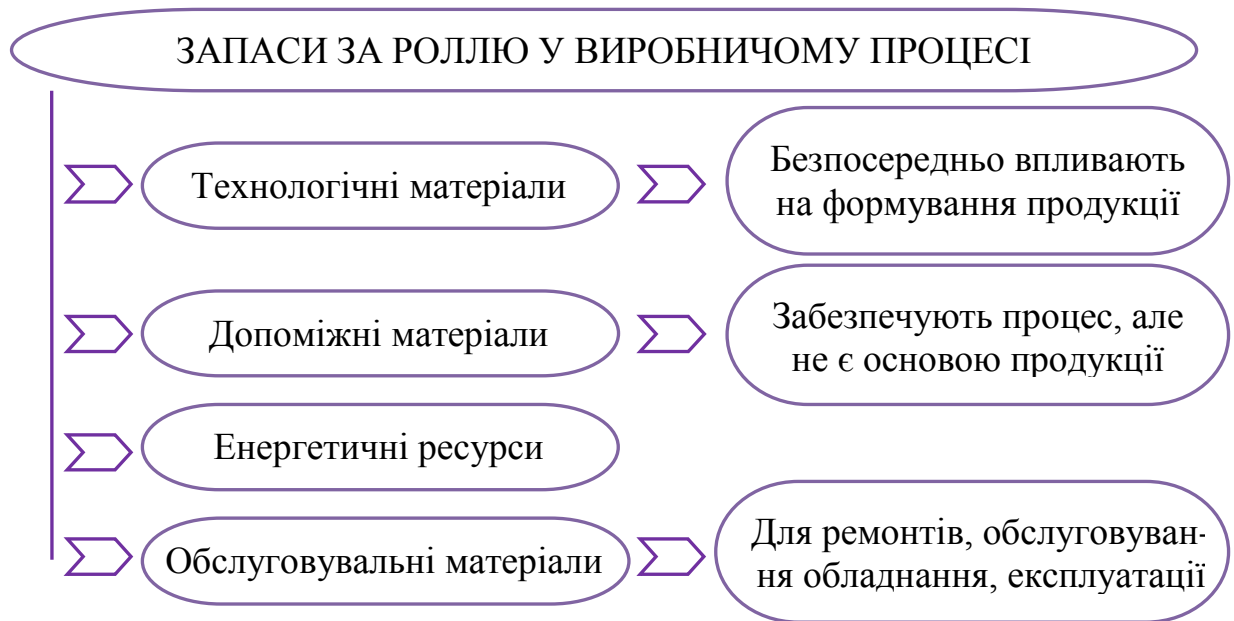 ЗАПАСИ ЗА РОЛЛЮ У ВИРОБНИЧОМУ ПРОЦЕСІ
Технологічні матеріали
Безпосередньо впливають
на формування продукції
Допоміжні матеріали
Забезпечують процес, але
не є основою продукції
Енергетичні ресурси
Обслуговувальні матеріали
Для ремонтів, обслуговуван-
ня обладнання, експлуатації